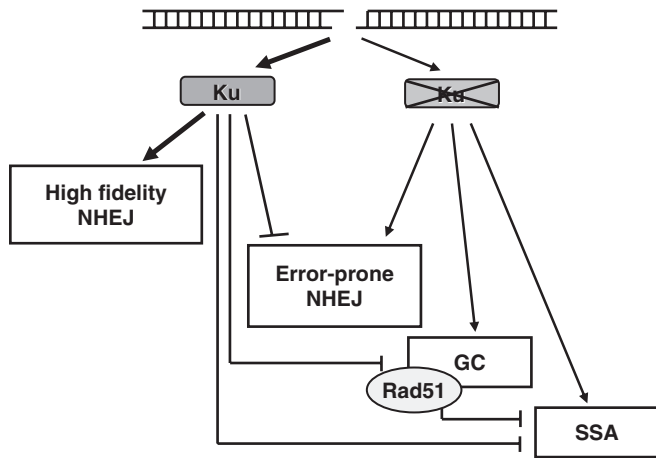 Ku
Ku
High fidelity
NHEJ
Error-prone
NHEJ
GC
Rad51
SSA